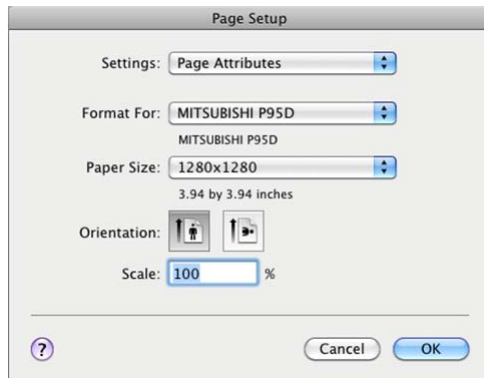 Page Setup
Settings: Page Attributes
Format For: MITSUBISHI P95D
MITSUBISHI P95D
Paper Size: 1280x1280
3.94 by 3.94 inches
Orientation:
Scale: 100 %
? Cancel OK